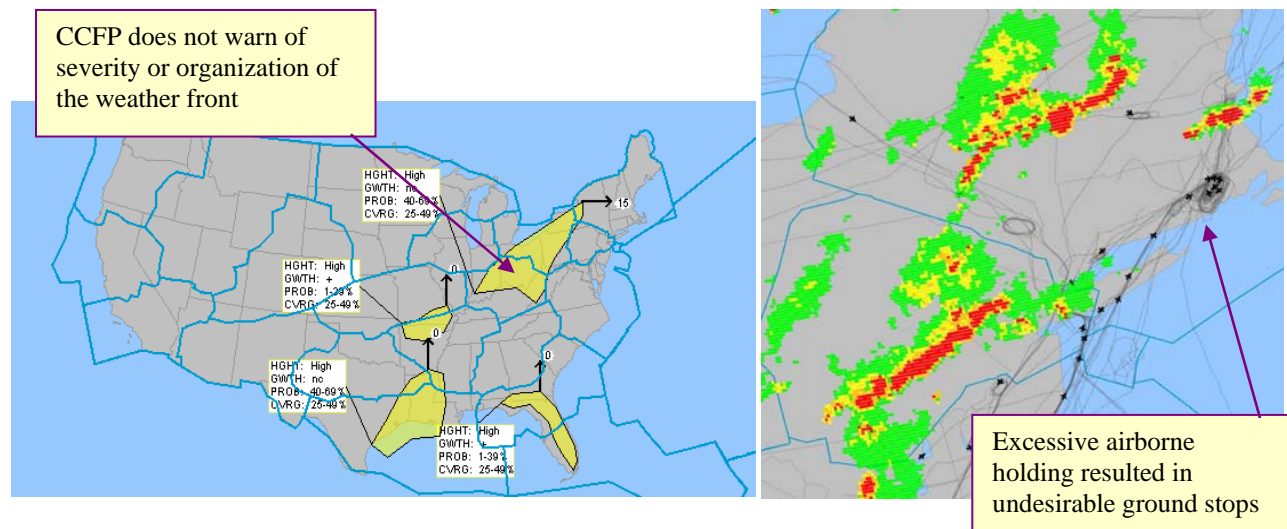 CCFP does not warn of
severity or organization of
the weather front
HGHT: High
GWTH: nc
PROB: 40-69%
CVRG: 25-49%
15
HGHT: High
GWTH: +
PROB: 1-39%
CVRG: 25-49%
0
0
HGHT: High
GWTH: nc
PROB: 40-69%
CVRG: 25-49%
0
HGHT: High
GWTH: +
PROB: 1-39%
CVRG: 25-49%
Excessive airborne
holding resulted in
undesirable ground stops